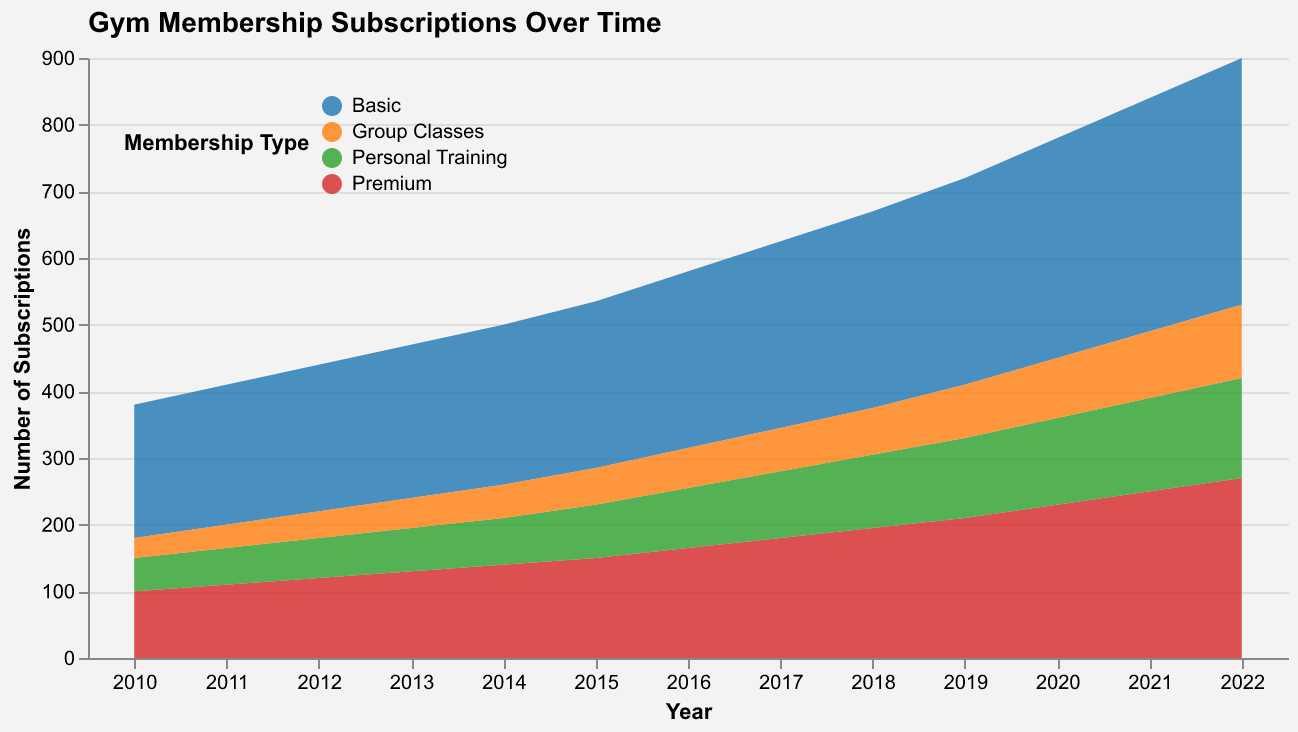 Gym Membership Subscriptions Over Time
900
800
700
600
500
400
300
200
100
0
Number of Subscriptions
Membership Type
Basic
Group Classes
Personal Training
Premium
2010 2011 2012 2013 2014 2015 2016 2017 2018 2019 2020 2021 2022
Year